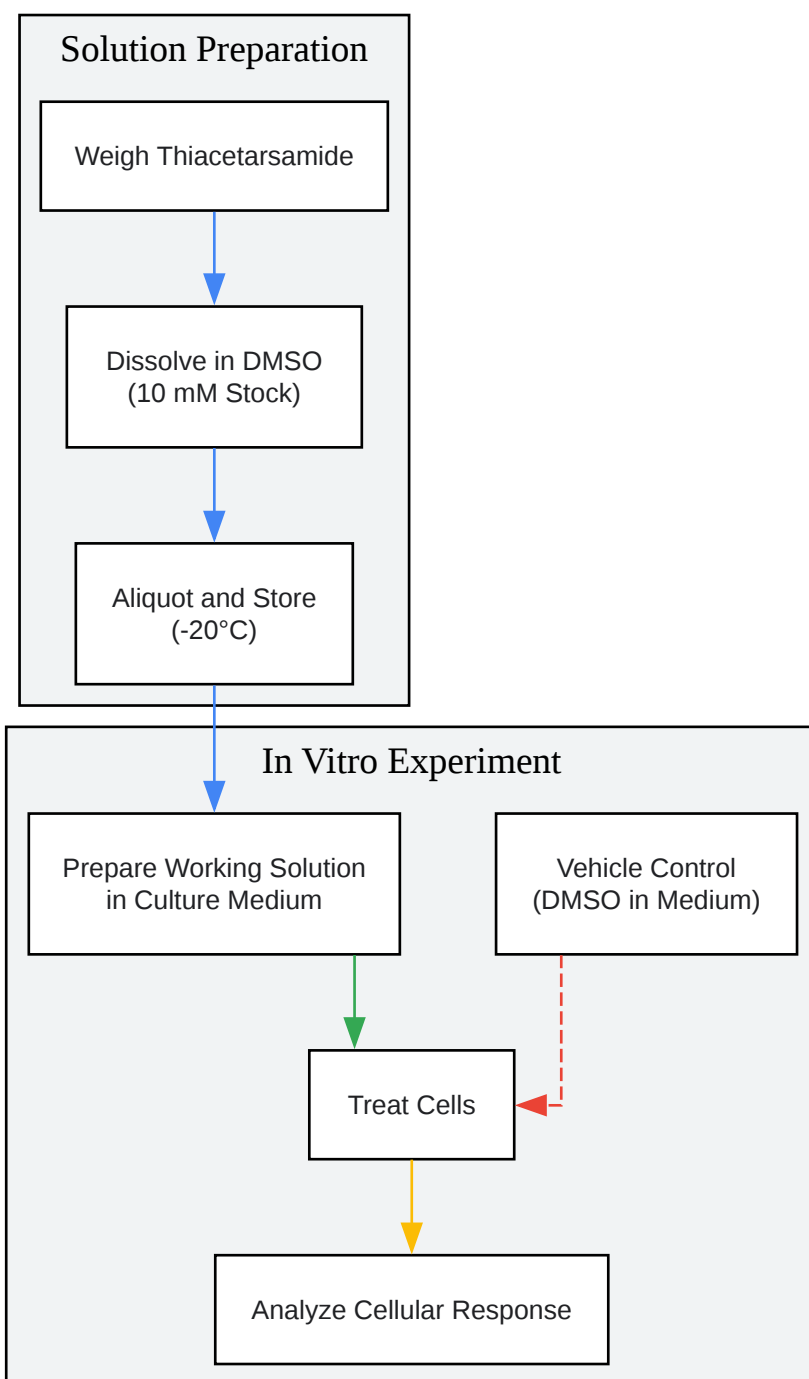 Solution Preparation
Weigh Thiacetarsamide
Dissolve in DMSO
(10 mM Stock)
Aliquot and Store
(-20°C)
In Vitro Experiment
Prepare Working Solution
in Culture Medium
Vehicle Control
(DMSO in Medium)
Treat Cells
Analyze Cellular Response